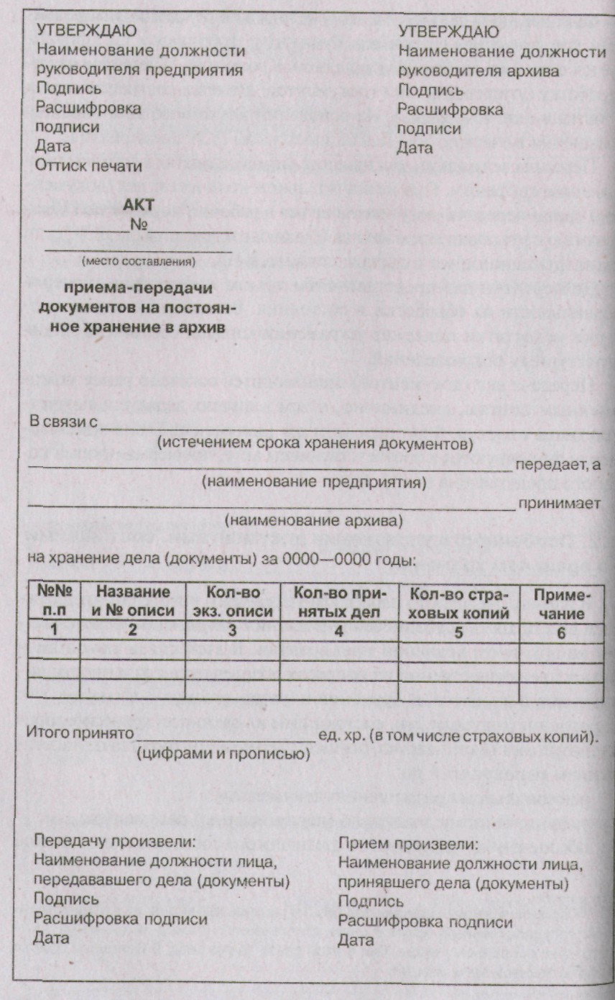 УТВЕРЖДАЮ
Наименование должности
руководителя предприятия
Подпись
Расшифровка
подписи
Дата
Оттиск печати
УТВЕРЖДАЮ
Наименование должности
руководителя архива
Подпись
Расшифровка
подписи
Дата
АКТ
№
(место составления)
приема-передачи
документов на постоян-
ное хранение в архив
В связи с
(истечением срока хранения документов)
передает, а
(наименование предприятия)
принимает
(наименование архива)
на хранение дела (документы) за 0000—0000 годы:
№№ Название Кол-во Кол-во при- Кол-во стра- Приме-
п.п и № описи экз. описи нятых дел ховых копий чание
1 2 3 4 5 6
Итого принято ед. хр. (в том числе страховых копий).
(цифрами и прописью)
Передачу произвели:
Наименование должности лица,
передававшего дела (документы)
Подпись
Расшифровка подписи
Дата
Прием произвели:
Наименование должности лица,
принявшего дела (документы)
Подпись
Расшифровка подписи
Дата